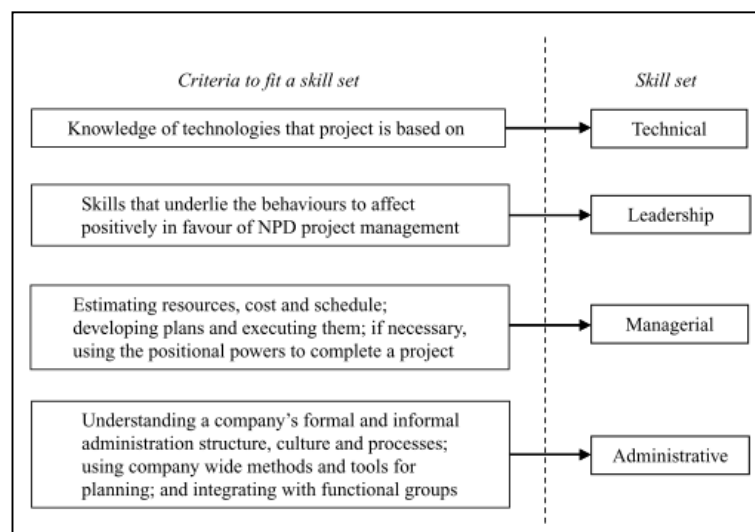 Criteria to fit a skill set
Skill set
Knowledge of technologies that project is based on
Technical
Skills that underlie the behaviours to affect
positively in favour of NPD project management
Leadership
Estimating resources, cost and schedule;
developing plans and executing them; if necessary,
using the positional powers to complete a project
Managerial
Understanding a company's formal and informal
administration structure, culture and processes;
using company wide methods and tools for
planning; and integrating with functional groups
Administrative